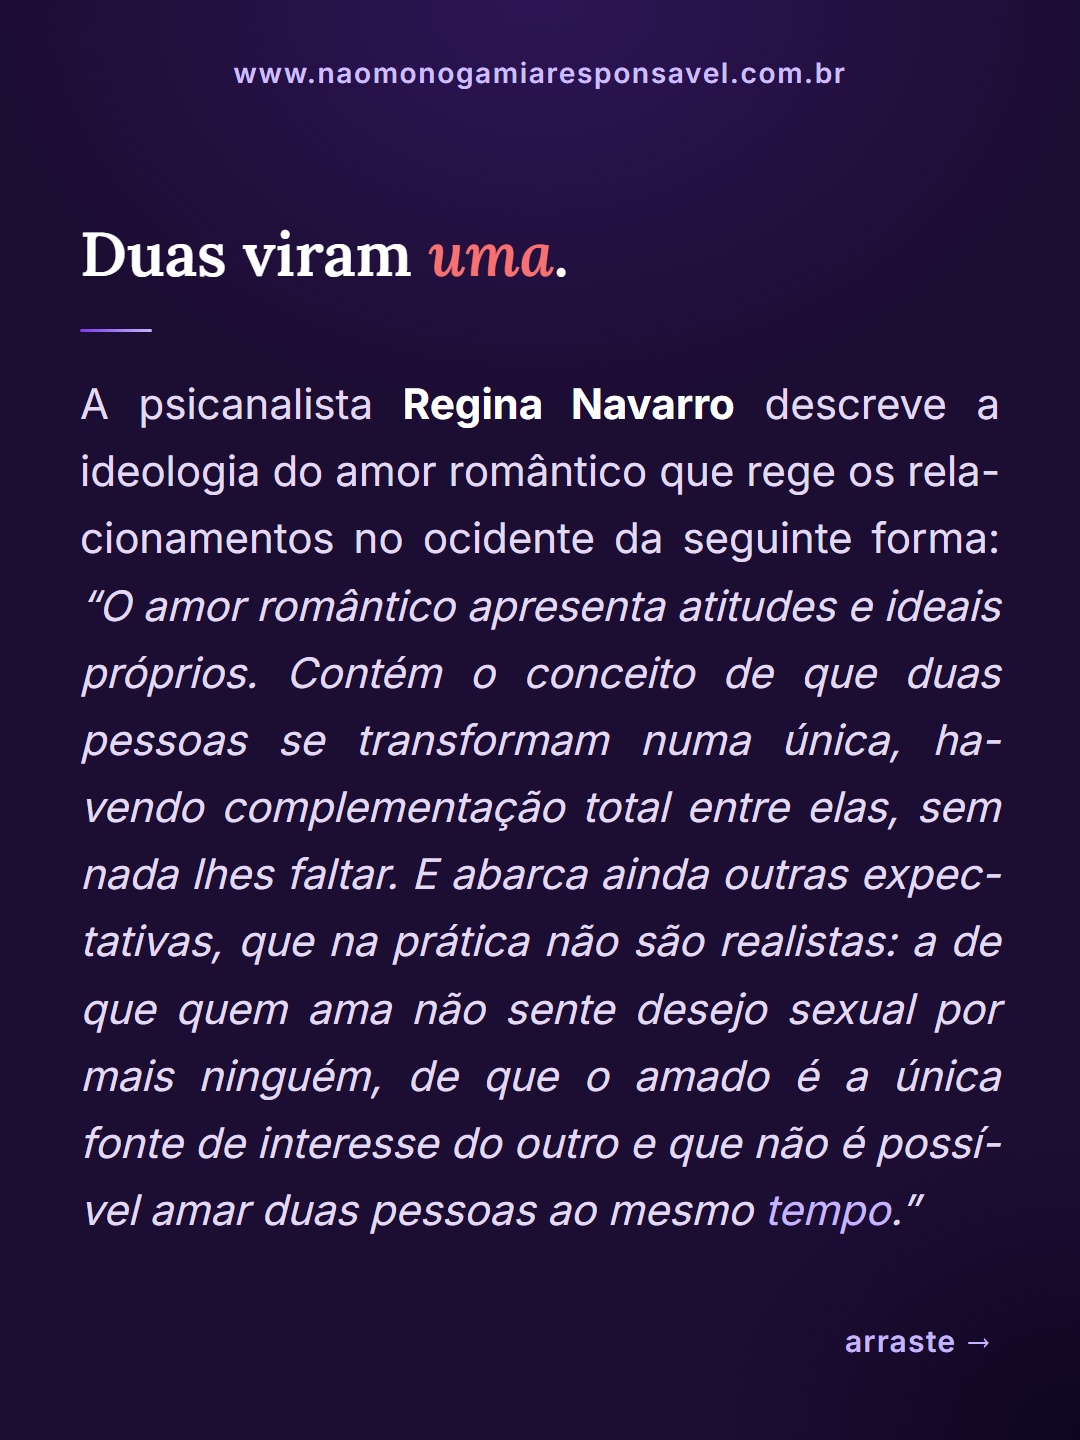 www.naomonogamiaresponsavel.com.br
Duas viram uma.
A psicanalista Regina Navarro descreve a
ideologia do amor romântico que rege os rela-
cionamentos no ocidente da seguinte forma:
“O amor romântico apresenta atitudes e ideais
próprios. Contém o conceito de que duas
pessoas se transformam numa única, ha-
vendo complementação total entre elas, sem
nada lhes faltar. E abarca ainda outras expec-
tativas, que na prática não são realistas: a de
que quem ama não sente desejo sexual por
mais ninguém, de que o amado é a única
fonte de interesse do outro e que não é possí-
vel amar duas pessoas ao mesmo tempo.”
arraste →